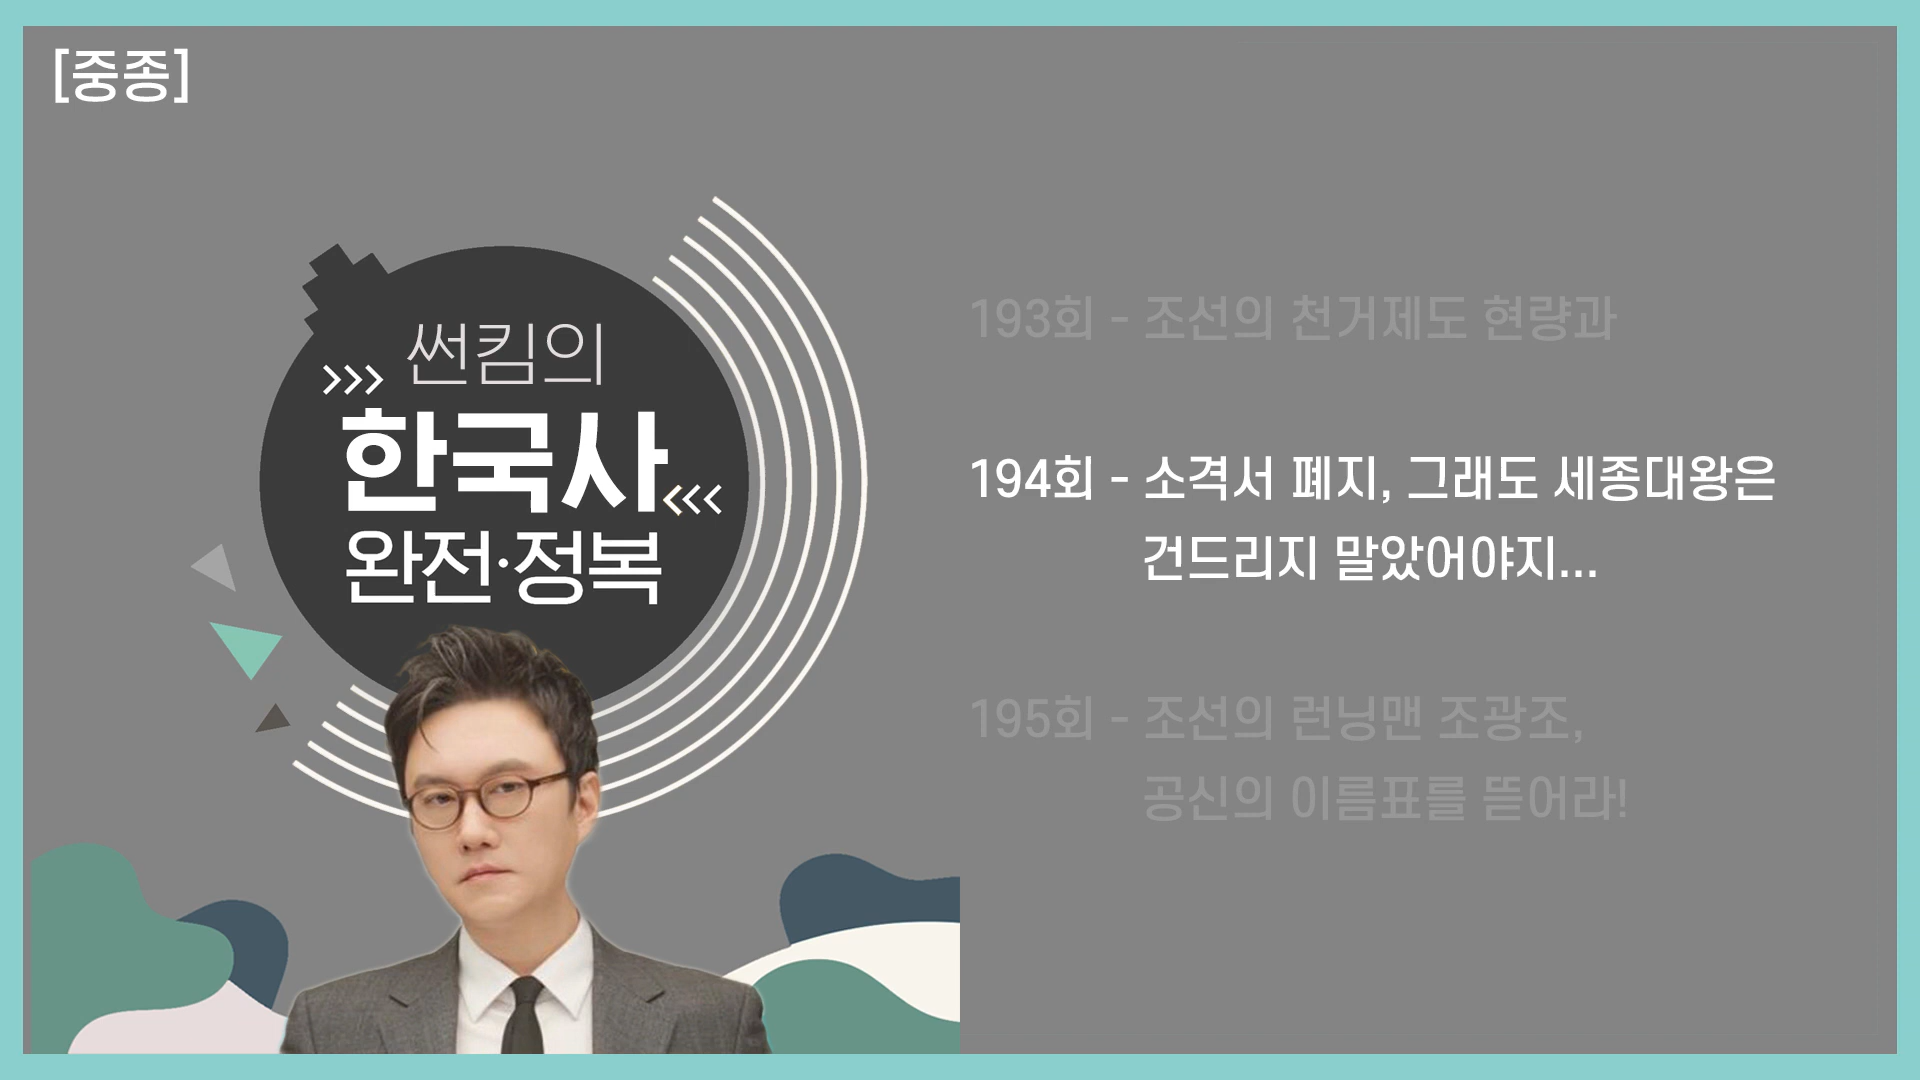 [중종]
썬킴의
한국사
완전·정복
193회 - 조선의 천거제도 현량과
194회 - 소격서 폐지, 그래도 세종대왕은
건드리지 말았어야지...
195회 - 조선의 런닝맨 조광조,
공신의 이름표를 뜯어라!